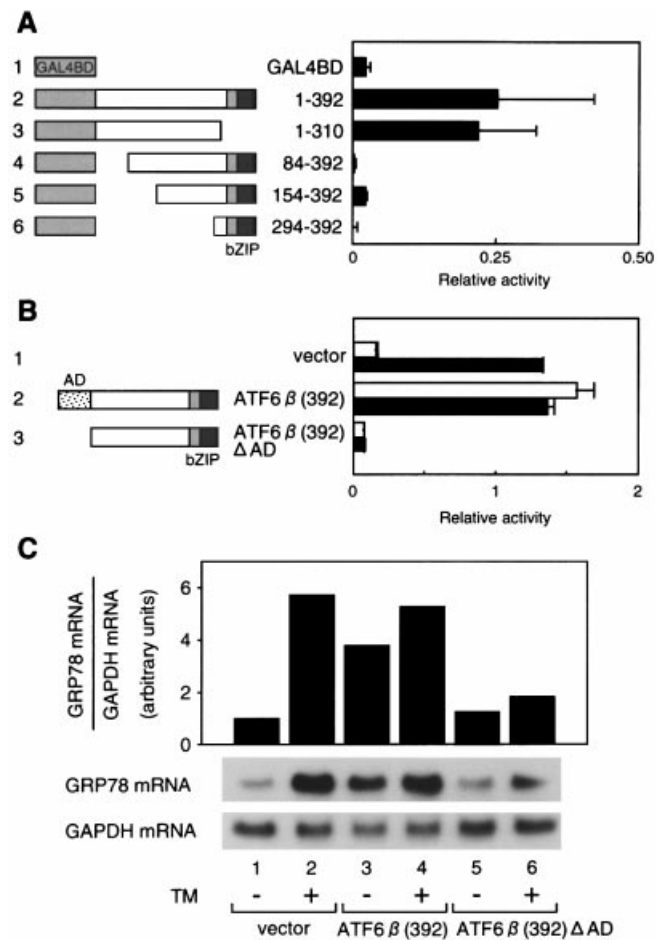 A
1 GAL4BD GAL4BD
2 1-392
3 1-310
4 84-392
5 154-392
6 294-392
bZIP
0 0.25 0.50
Relative activity
B
1 vector
AD
2 ATF6 β (392)
3 ATF6 β (392)
Δ AD
bZIP
0 1 2
Relative activity
C
GRP78 mRNA
GAPDH mRNA
(arbitrary units)
6
4
2
0
GRP78 mRNA
GAPDH mRNA
1 2 3 4 5 6
TM - + - + - +
vector ATF6 β (392) ATF6 β (392) Δ AD